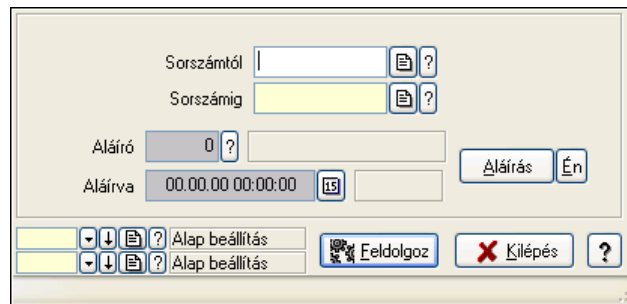 Sorszámtól ?
Sorszámig ?
Aláíró 0 ?
Aláírás Én
Aláírva 00.00.00 00:00:00 15
? Alap beállítás
? Alap beállítás
Feldolgoz Kilépés ?